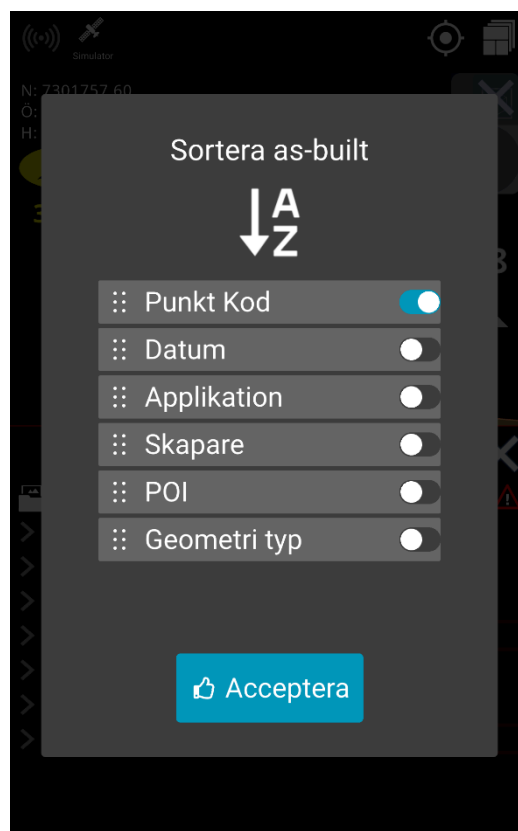 Simulator
N: 7301757.60
Ö:
H:
Sortera as-built
A
Z
Punkt Kod
Datum
Applikation
Skapare
POI
Geometri typ
Acceptera